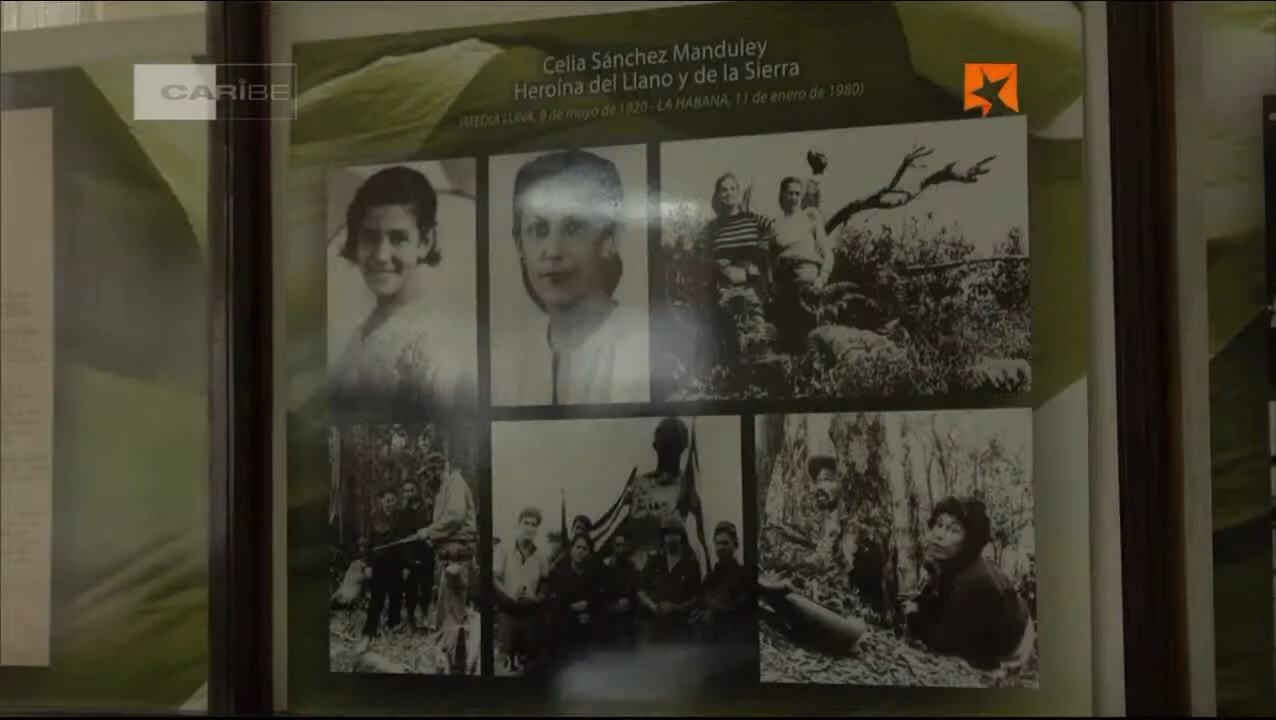 CARiBE
Celia Sánchez Manduley
Heroína del Llano y de la Sierra
(MEDIA LUNA, 9 de mayo de 1920 - LA HABANA, 11 de enero de 1980)